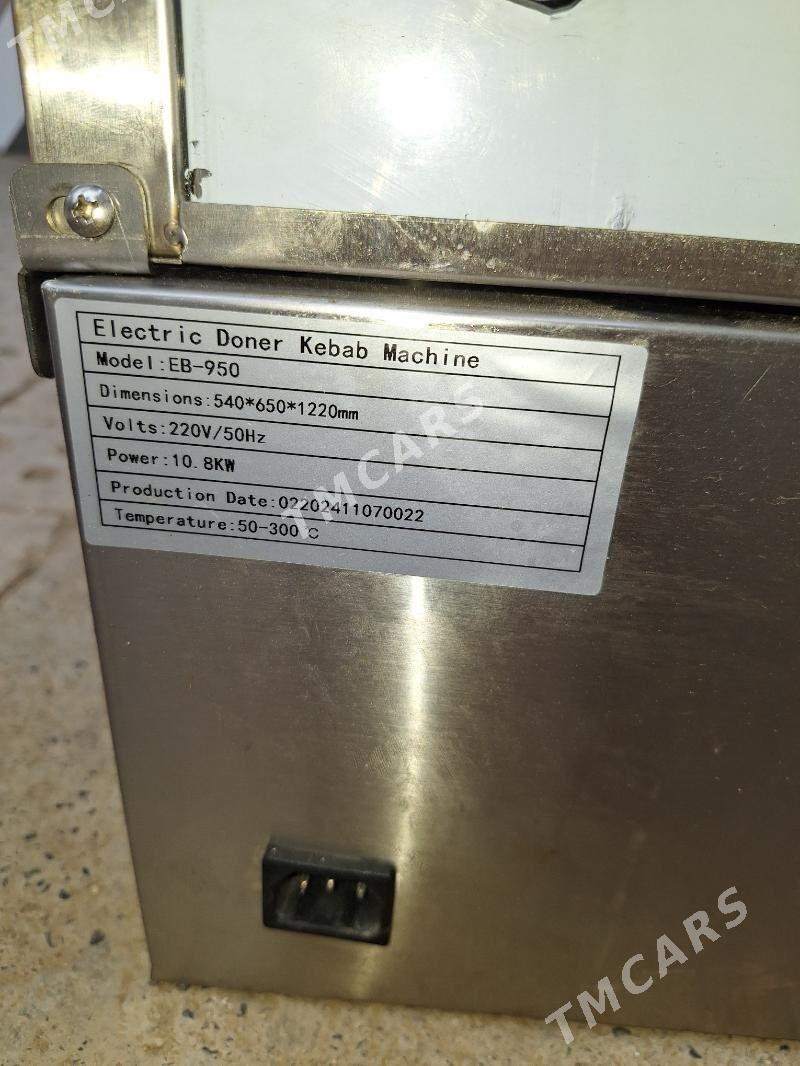 TMCARS
Electric Doner Kebab Machine
Model:EB-950
Dimensions:540*650*1220mm
Volts:220V/50Hz
Power:10.8KW
Production Date:02202411070022
Temperature:50-300℃
TMCARS
TMCARS